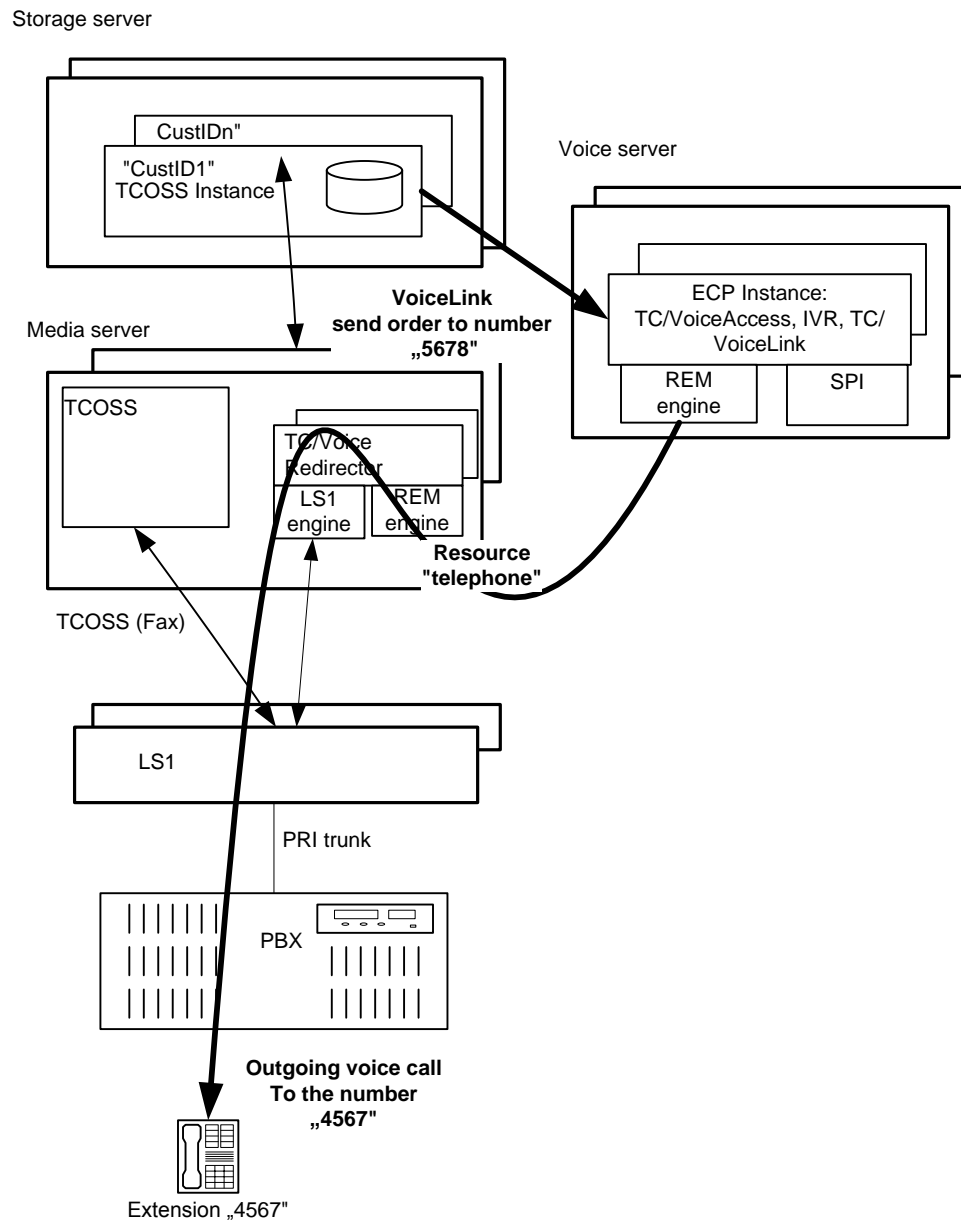 Storage server
CustIDn"
"CustID1"
TCOSS Instance
Voice server
ECP Instance:
TC/VoiceAccess, IVR, TC/
VoiceLink
REM
engine
SPI
VoiceLink
send order to number
„5678"
Media server
TCOSS
TC/Voice
Redirector
LS1
engine
REM
engine
Resource
"telephone"
TCOSS (Fax)
LS1
PRI trunk
PBX
Outgoing voice call
To the number
„4567"
Extension „4567"